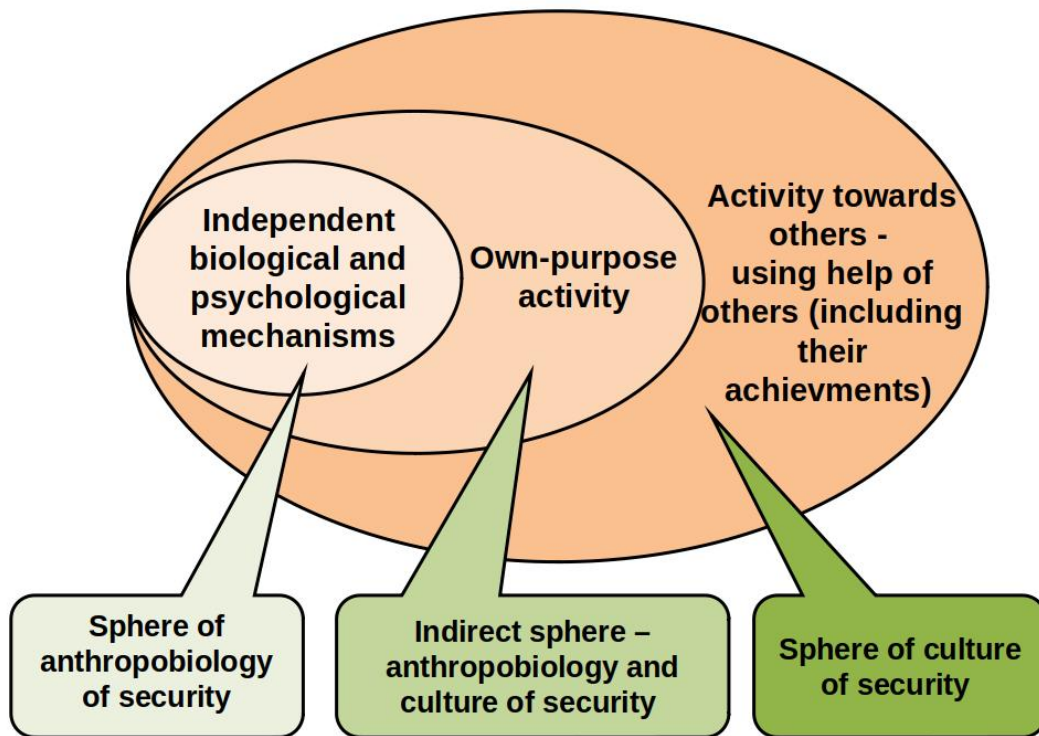 Independent
biological and
psychological
mechanisms
Own-purpose
activity
Activity towards
others -
using help of
others (including
their
achievments)
Sphere of
anthropobiology
of security
Indirect sphere –
anthropobiology and
culture of security
Sphere of culture
of security